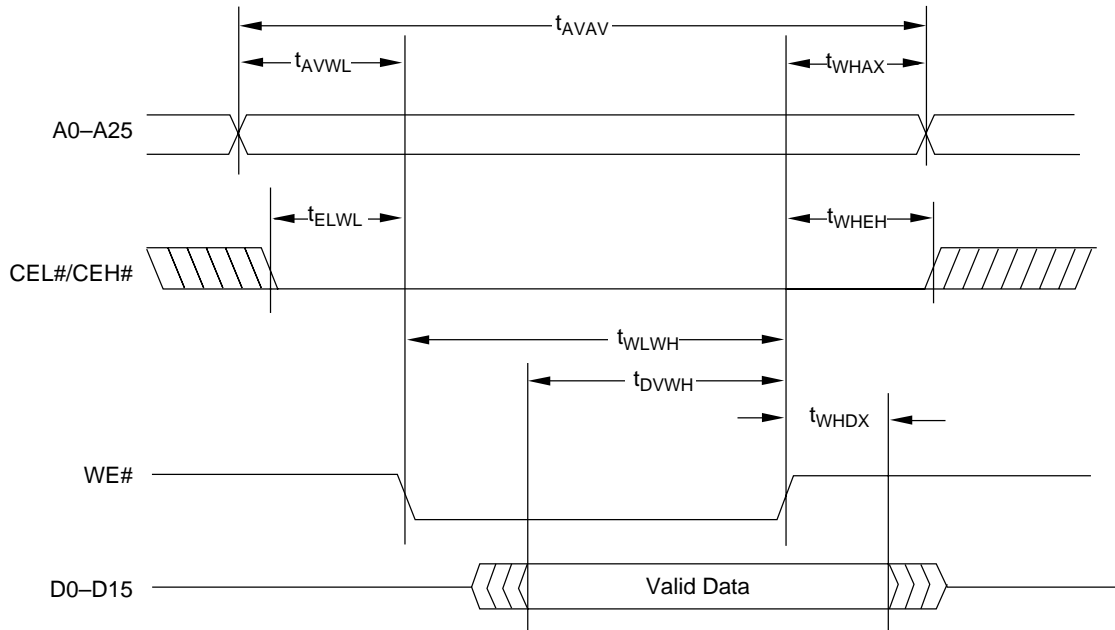 tAVAV
tAVWL
tWHAX
A0–A25
tELWL
tWHEH
CEL#/CEH#
tWLWH
tDVWH
tWHDX
WE#
D0–D15
Valid Data